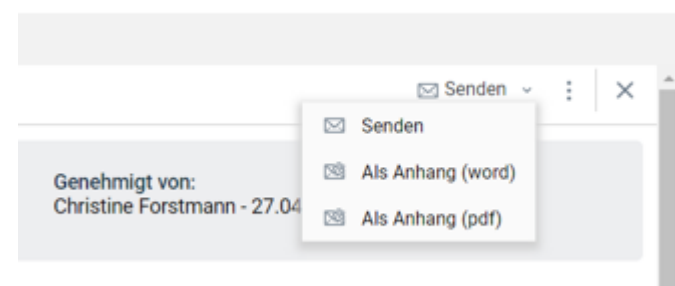 Senden
Senden
Als Anhang (word)
Als Anhang (pdf)
Genehmigt von:
Christine Forstmann - 27.04